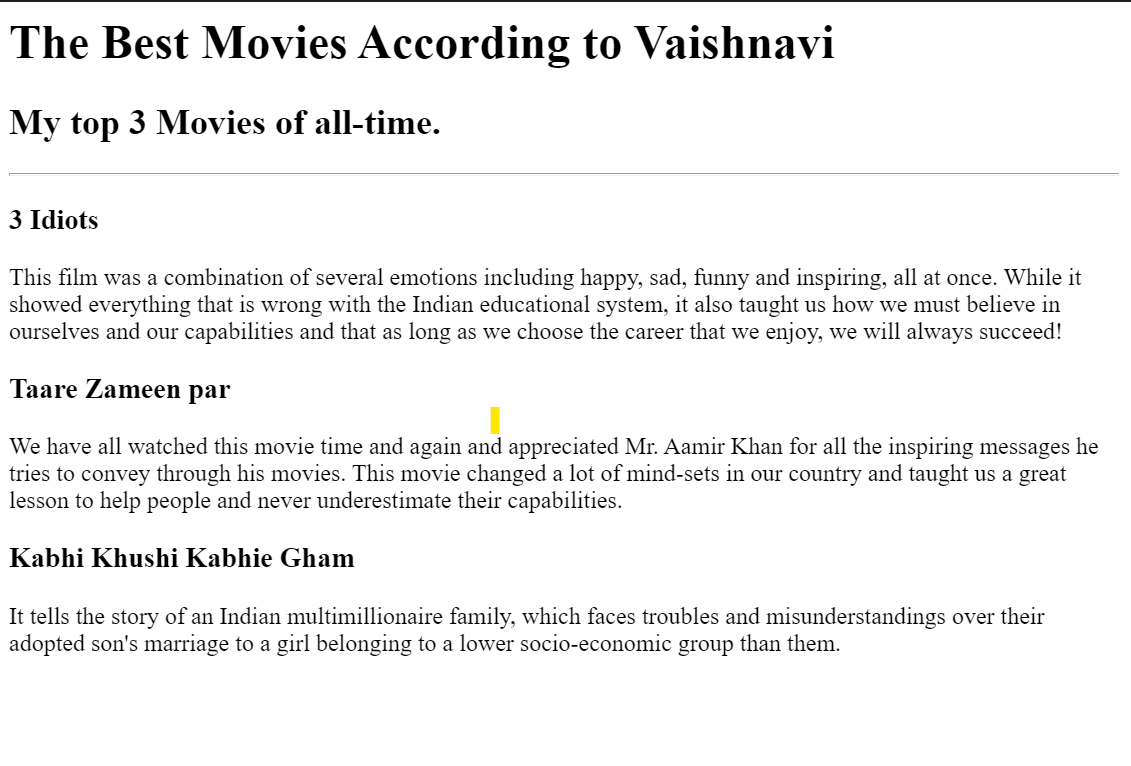 The Best Movies According to Vaishnavi
My top 3 Movies of all-time.
3 Idiots
This film was a combination of several emotions including happy, sad, funny and inspiring, all at once. While it
showed everything that is wrong with the Indian educational system, it also taught us how we must believe in
ourselves and our capabilities and that as long as we choose the career that we enjoy, we will always succeed!
Taare Zameen par
We have all watched this movie time and again and appreciated Mr. Aamir Khan for all the inspiring messages he
tries to convey through his movies. This movie changed a lot of mind-sets in our country and taught us a great
lesson to help people and never underestimate their capabilities.
Kabhi Khushi Kabhie Gham
It tells the story of an Indian multimillionaire family, which faces troubles and misunderstandings over their
adopted son's marriage to a girl belonging to a lower socio-economic group than them.